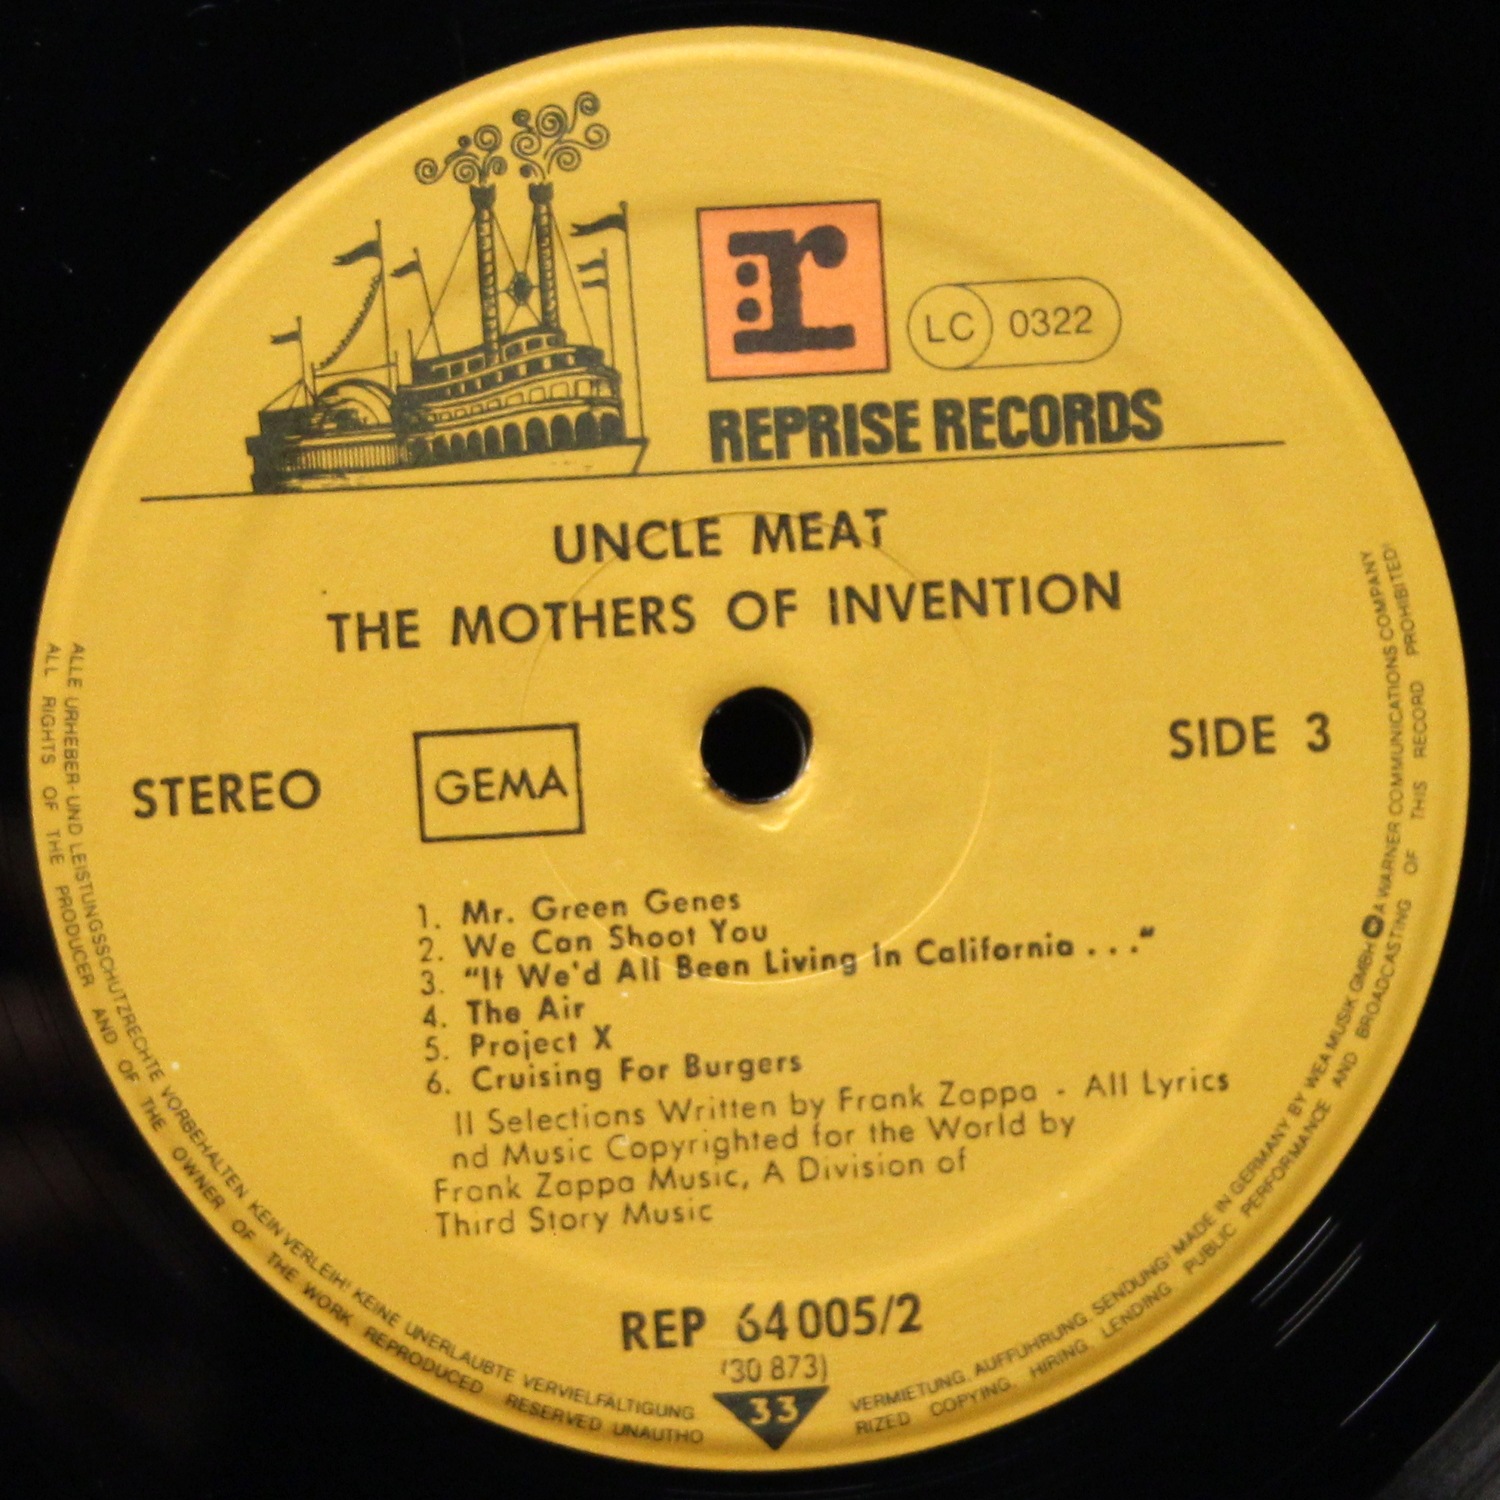 r
LC 0322
REPRISE RECORDS
UNCLE MEAT
THE MOTHERS OF INVENTION
STEREO
GEMA
SIDE 3
1. Mr. Green Genes
2. We Can Shoot You
3. "If We'd All Been Living In California . . ."
4. The Air
5. Project X
6. Cruising For Burgers
ll Selections Written by Frank Zappa - All Lyrics
nd Music Copyrighted for the World by
Frank Zappa Music, A Division of
Third Story Music
REP 64 005/2
(30 873)
33
ALLE URHEBER- UND LEISTUNGSSCHUTZRECHTE VORBEHALTEN KEIN VERLEIH! KEINE UNERLAUBTE VERVIELFÄLTIGUNG VERMIETUNG. AUFFÜHRUNG. SENDUNG! MADE IN GERMANY BY WEA MUSIK GMBH A WARNER COMMUNICATIONS COMPANY
ALL RIGHTS OF THE PRODUCER AND OF THE OWNER OF THE WORK REPRODUCED RESERVED UNAUTHORIZED COPYING. HIRING. LENDING PUBLIC PERFORMANCE AND BROADCASTING OF THIS RECORD PROHIBITED!